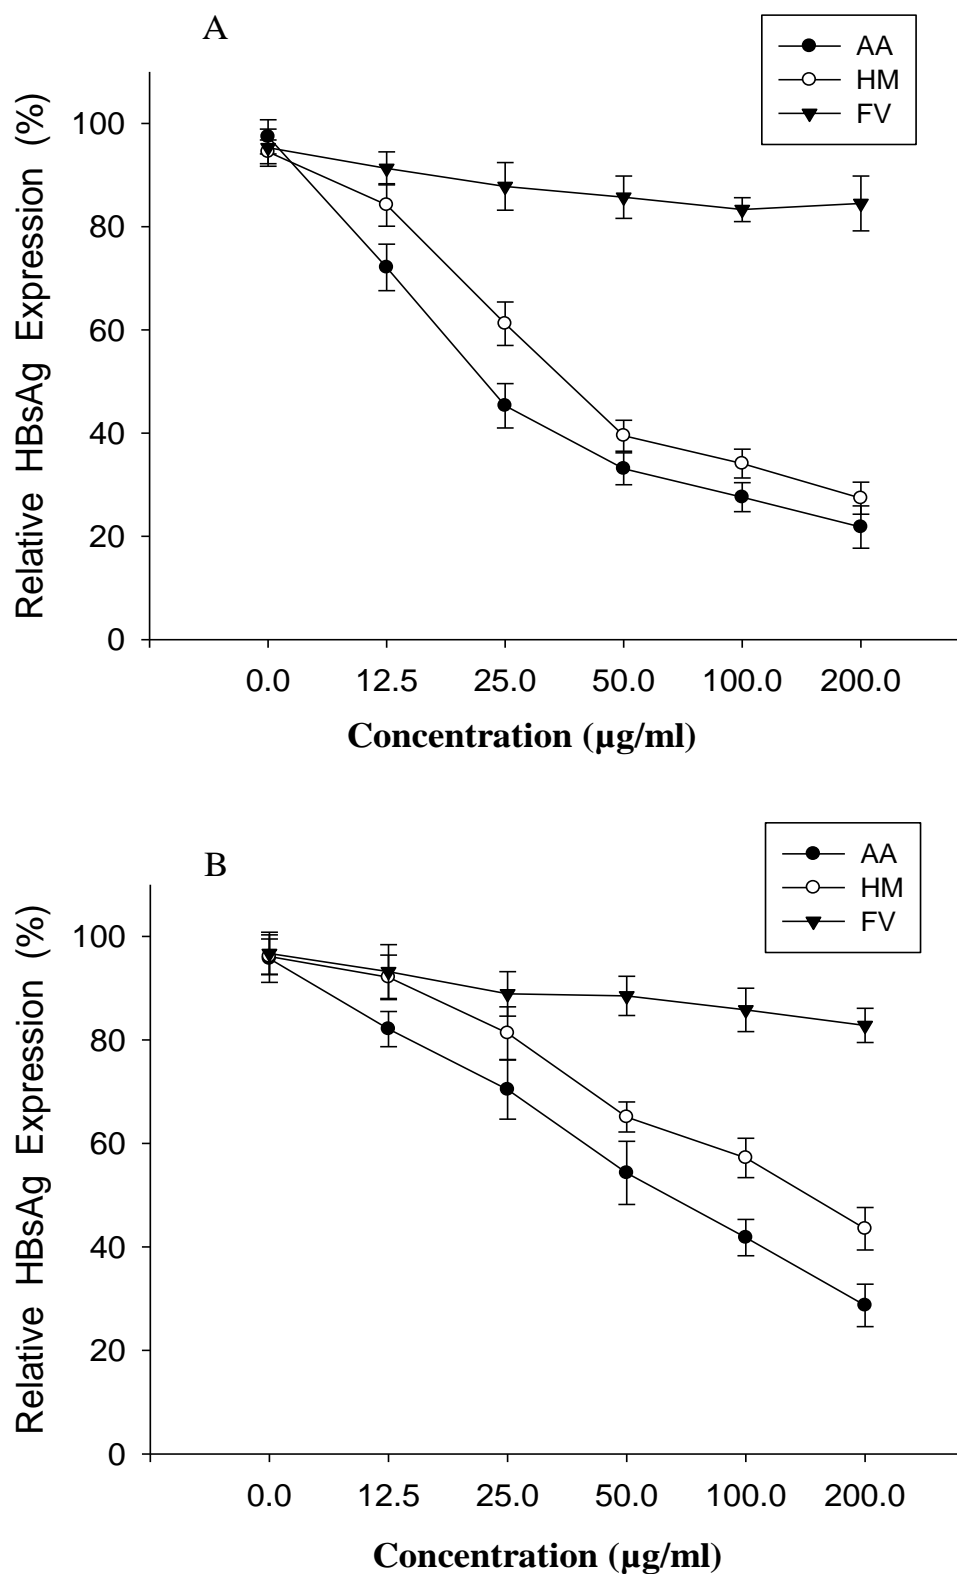 A
AA
HM
FV
Relative HBsAg Expression (%)
100
80
60
40
20
0
0.0 12.5 25.0 50.0 100.0 200.0
Concentration (µg/ml)
B
AA
HM
FV
Relative HBsAg Expression (%)
100
80
60
40
20
0
0.0 12.5 25.0 50.0 100.0 200.0
Concentration (µg/ml)